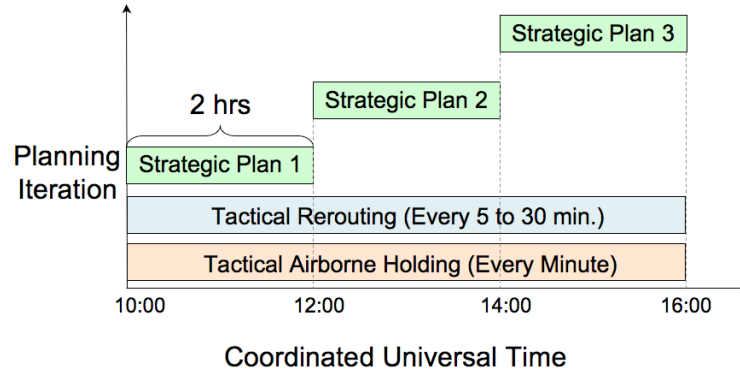 Strategic Plan 3
Strategic Plan 2
2 hrs
Planning
Iteration
Strategic Plan 1
Tactical Rerouting (Every 5 to 30 min.)
Tactical Airborne Holding (Every Minute)
10:00 12:00 14:00 16:00
Coordinated Universal Time